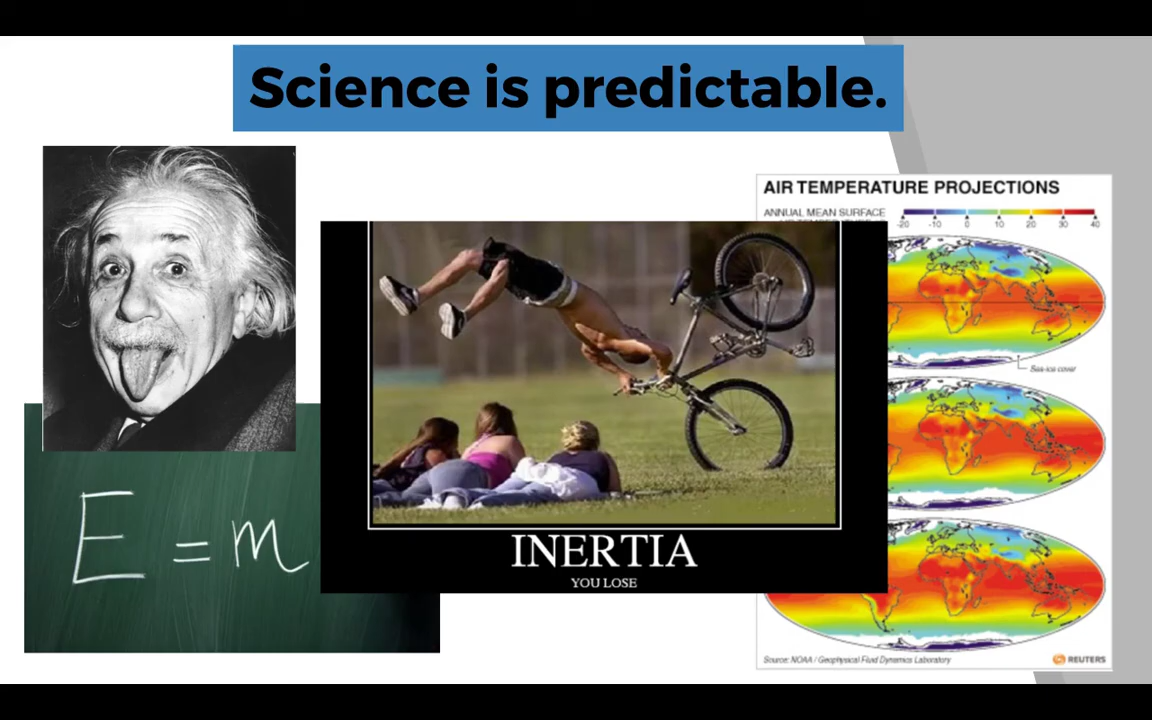 Science is predictable.
AIR TEMPERATURE PROJECTIONS
ANNUAL MEAN SURFACE
-20 -10 0 10 20 30 40
Sea-ice cover
E = m
INERTIA
YOU LOSE
Source: NOAA / Geophysical Fluid Dynamics Laboratory
REUTERS